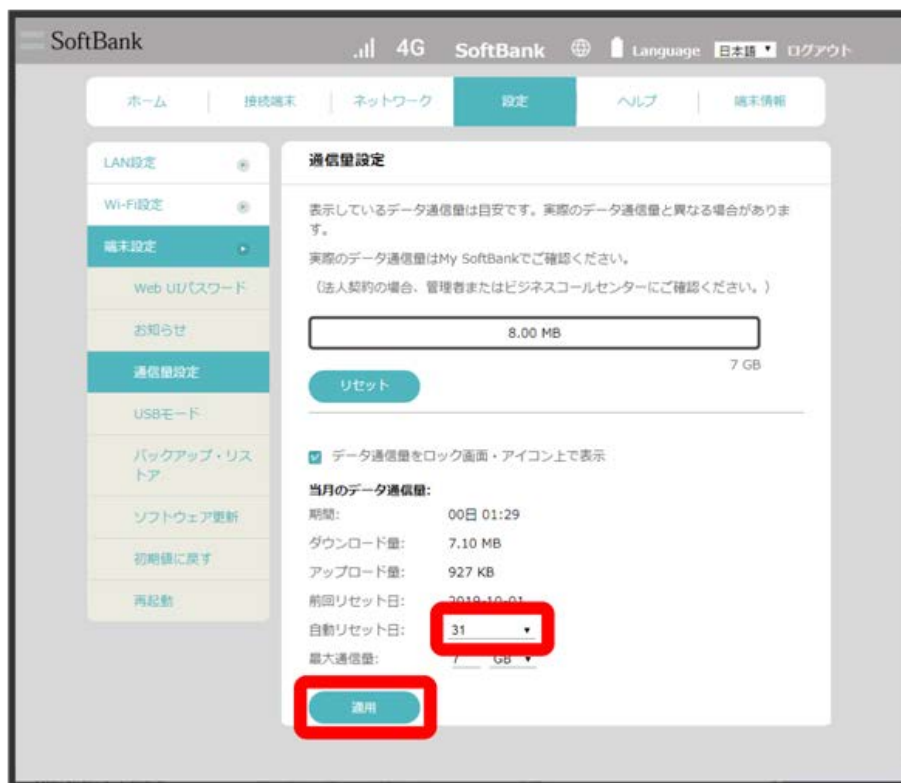 SoftBank
4G SoftBank Language 日本語 ログアウト
ホーム 接続端末 ネットワーク 設定 ヘルプ 端末情報
LAN設定
Wi-Fi設定
端末設定
Web UIパスワード
お知らせ
通信量設定
USBモード
バックアップ・リス
トア
ソフトウェア更新
初期値に戻す
再起動
通信量設定
表示しているデータ通信量は目安です。実際のデータ通信量と異なる場合がありま
す。
実際のデータ通信量はMy SoftBankでご確認ください。
（法人契約の場合、管理者またはビジネスコールセンターにご確認ください。）
8.00 MB
7 GB
リセット
データ通信量をロック画面・アイコン上で表示
当月のデータ通信量:
期間: 00日 01:29
ダウンロード量: 7.10 MB
アップロード量: 927 KB
前回リセット日: 2019-10-01
自動リセット日: 31
最大通信量: 7 GB
適用